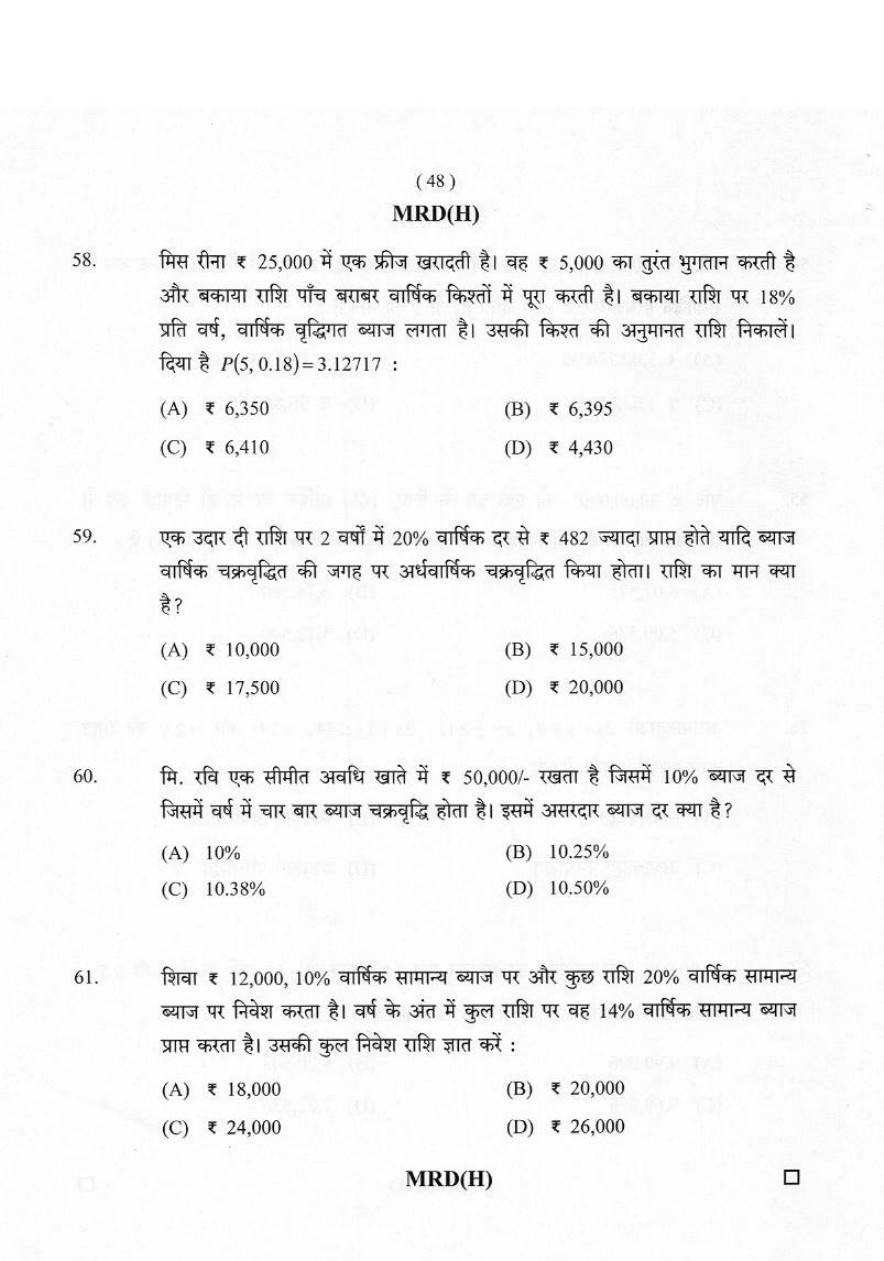 ( 48 )
MRD(H)
58. मिस रीना ₹ 25,000 में एक फ्रीज खरादती है। वह ₹ 5,000 का तुरंत भुगतान करती है
और बकाया राशि पाँच बराबर वार्षिक किश्तों में पूरा करती है। बकाया राशि पर 18%
प्रति वर्ष, वार्षिक वृद्धिगत ब्याज लगता है। उसकी किश्त की अनुमानत राशि निकालें।
दिया है P(5, 0.18)=3.12717 :
(A) ₹ 6,350 (B) ₹ 6,395
(C) ₹ 6,410 (D) ₹ 4,430
59. एक उदार दी राशि पर 2 वर्षों में 20% वार्षिक दर से ₹ 482 ज्यादा प्राप्त होते यादि ब्याज
वार्षिक चक्रवृद्धित की जगह पर अर्धवार्षिक चक्रवृद्धित किया होता। राशि का मान क्या
है?
(A) ₹ 10,000 (B) ₹ 15,000
(C) ₹ 17,500 (D) ₹ 20,000
60. मि. रवि एक सीमीत अवधि खाते में ₹ 50,000/- रखता है जिसमें 10% ब्याज दर से
जिसमें वर्ष में चार बार ब्याज चक्रवृद्धि होता है। इसमें असरदार ब्याज दर क्या है?
(A) 10% (B) 10.25%
(C) 10.38% (D) 10.50%
61. शिवा ₹ 12,000, 10% वार्षिक सामान्य ब्याज पर और कुछ राशि 20% वार्षिक सामान्य
ब्याज पर निवेश करता है। वर्ष के अंत में कुल राशि पर वह 14% वार्षिक सामान्य ब्याज
प्राप्त करता है। उसकी कुल निवेश राशि ज्ञात करें :
(A) ₹ 18,000 (B) ₹ 20,000
(C) ₹ 24,000 (D) ₹ 26,000
MRD(H)